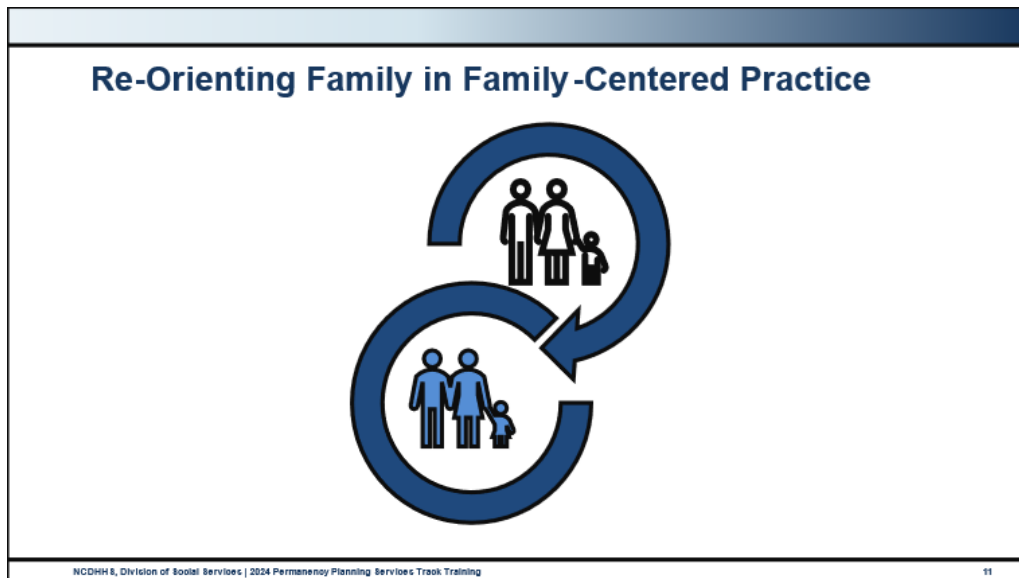 Re-Orienting Family in Family-Centered Practice
NCDHHS, Division of Social Services | 2024 Permanency Planning Services Track Training
11